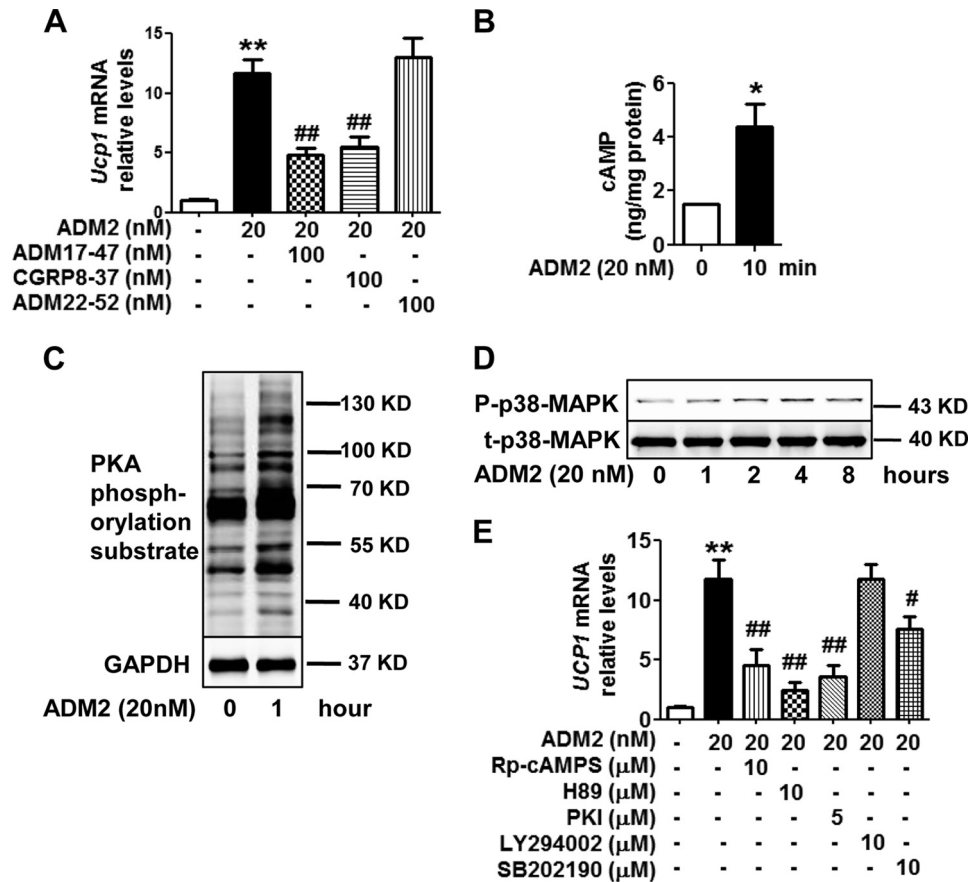 A
Ucp1 mRNA
relative levels
15
10
5
0
**
##
##
ADM2 (nM) - 20 20 20 20
ADM17-47 (nM) - - 100 - -
CGRP8-37 (nM) - - - 100 -
ADM22-52 (nM) - - - - 100
B
cAMP
(ng/mg protein)
6
4
2
0
*
ADM2 (20 nM) 0 10 min
C
PKA
phosph-
orylation
substrate
130 KD
100 KD
70 KD
55 KD
40 KD
GAPDH
37 KD
ADM2 (20nM) 0 1 hour
D
P-p38-MAPK
43 KD
t-p38-MAPK
40 KD
ADM2 (20 nM) 0 1 2 4 8 hours
E
UCP1 mRNA
relative levels
15
10
5
0
**
##
##
##
#
ADM2 (nM) - 20 20 20 20 20 20
Rp-cAMPS (μM) - - 10 - - - -
H89 (μM) - - - 10 - - -
PKI (μM) - - - - 5 - -
LY294002 (μM) - - - - - 10 -
SB202190 (μM) - - - - - - 10